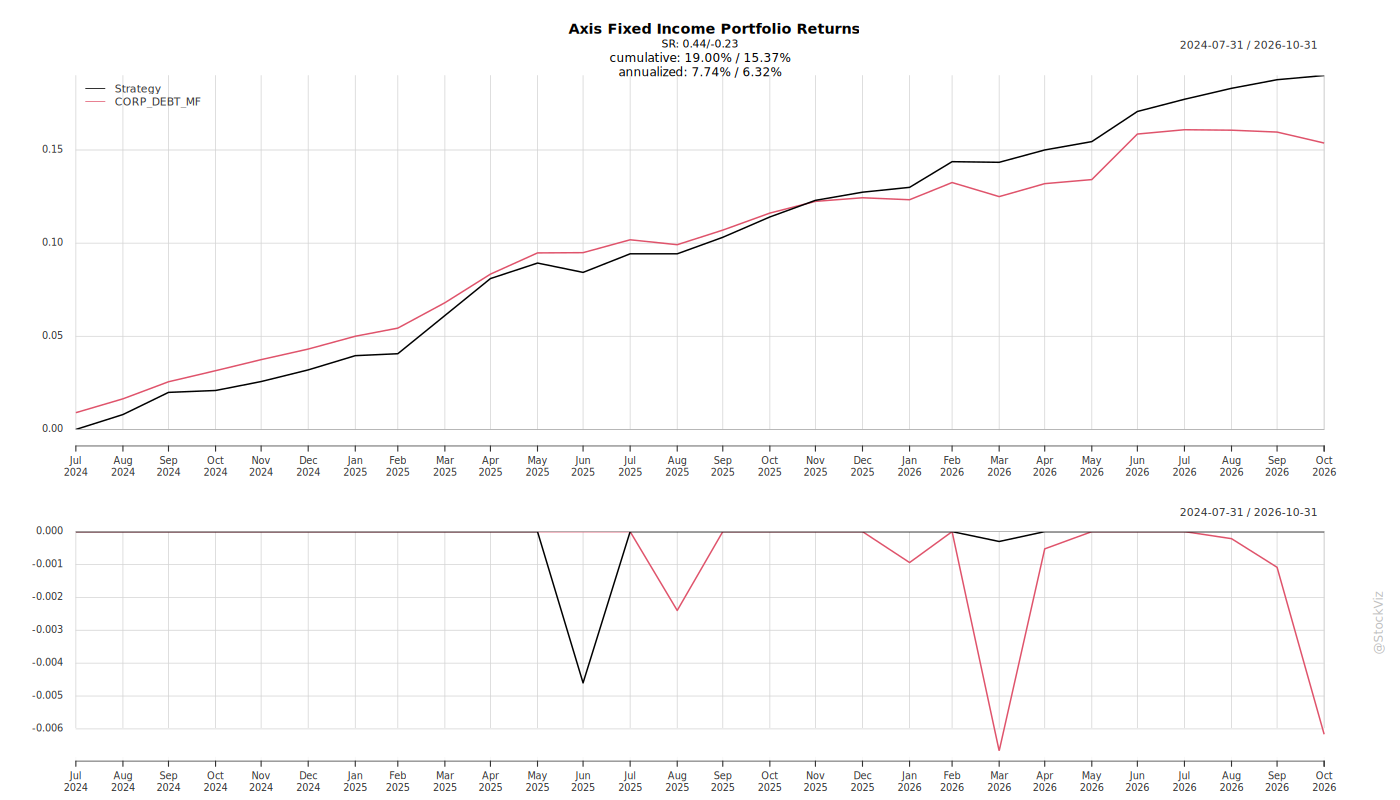 Axis Fixed Income Portfolio Returns
SR: 0.44/-0.23
cumulative: 19.00% / 15.37%
annualized: 7.74% / 6.32%
2024-07-31 / 2026-10-31
Strategy
CORP_DEBT_MF
0.15
0.10
0.05
0.00
Jul Aug Sep Oct Nov Dec Jan Feb Mar Apr May Jun Jul Aug Sep Oct Nov Dec Jan Feb Mar Apr May Jun Jul Aug Sep Oct
2024 2024 2024 2024 2024 2024 2025 2025 2025 2025 2025 2025 2025 2025 2025 2025 2025 2025 2026 2026 2026 2026 2026 2026 2026 2026 2026 2026
2024-07-31 / 2026-10-31
0.000
-0.001
-0.002
-0.003
-0.004
-0.005
-0.006
Jul Aug Sep Oct Nov Dec Jan Feb Mar Apr May Jun Jul Aug Sep Oct Nov Dec Jan Feb Mar Apr May Jun Jul Aug Sep Oct
2024 2024 2024 2024 2024 2024 2025 2025 2025 2025 2025 2025 2025 2025 2025 2025 2025 2025 2026 2026 2026 2026 2026 2026 2026 2026 2026 2026
@StockViz